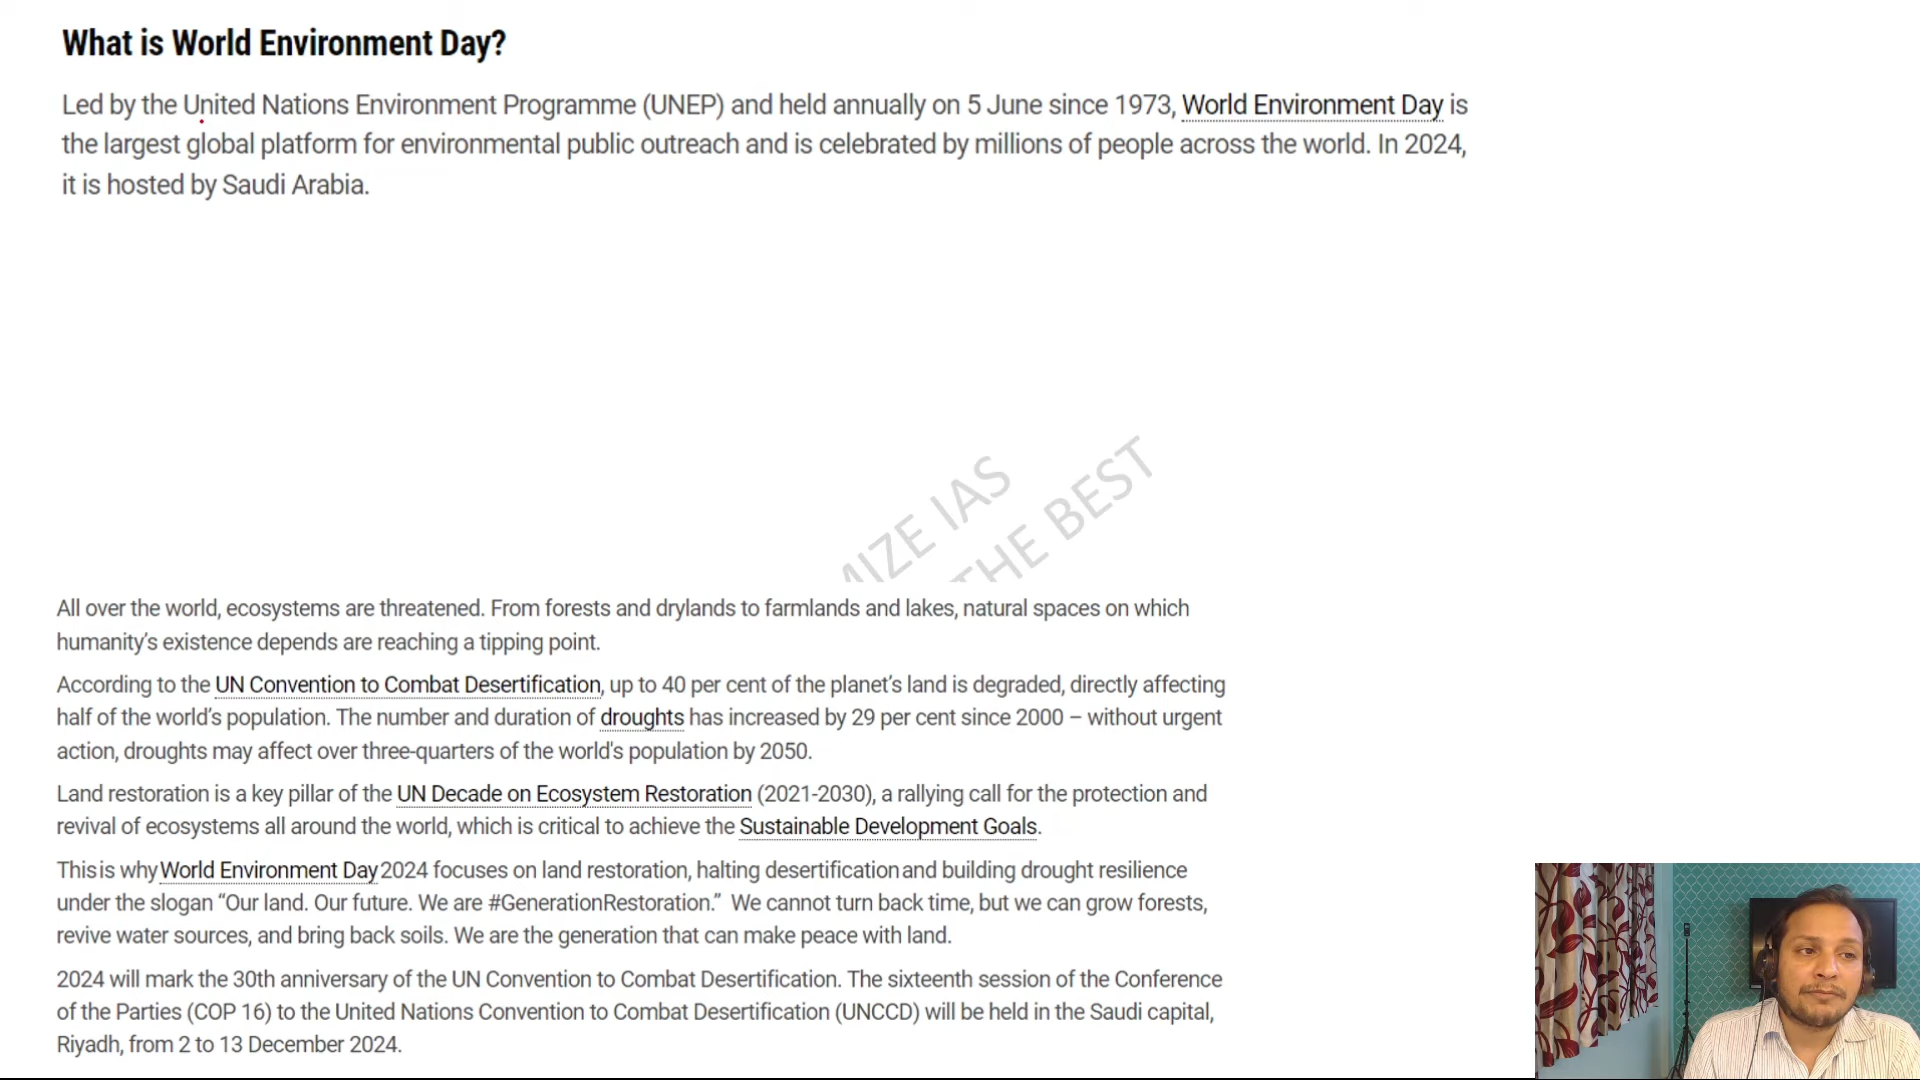 What is World Environment Day?
Led by the United Nations Environment Programme (UNEP) and held annually on 5 June since 1973, World Environment Day is
the largest global platform for environmental public outreach and is celebrated by millions of people across the world. In 2024,
it is hosted by Saudi Arabia.
MIZE IAS
THE BEST
All over the world, ecosystems are threatened. From forests and drylands to farmlands and lakes, natural spaces on which
humanity’s existence depends are reaching a tipping point.
According to the UN Convention to Combat Desertification, up to 40 per cent of the planet’s land is degraded, directly affecting
half of the world’s population. The number and duration of droughts has increased by 29 per cent since 2000 – without urgent
action, droughts may affect over three-quarters of the world's population by 2050.
Land restoration is a key pillar of the UN Decade on Ecosystem Restoration (2021-2030), a rallying call for the protection and
revival of ecosystems all around the world, which is critical to achieve the Sustainable Development Goals.
This is why World Environment Day 2024 focuses on land restoration, halting desertification and building drought resilience
under the slogan “Our land. Our future. We are #GenerationRestoration.” We cannot turn back time, but we can grow forests,
revive water sources, and bring back soils. We are the generation that can make peace with land.
2024 will mark the 30th anniversary of the UN Convention to Combat Desertification. The sixteenth session of the Conference
of the Parties (COP 16) to the United Nations Convention to Combat Desertification (UNCCD) will be held in the Saudi capital,
Riyadh, from 2 to 13 December 2024.